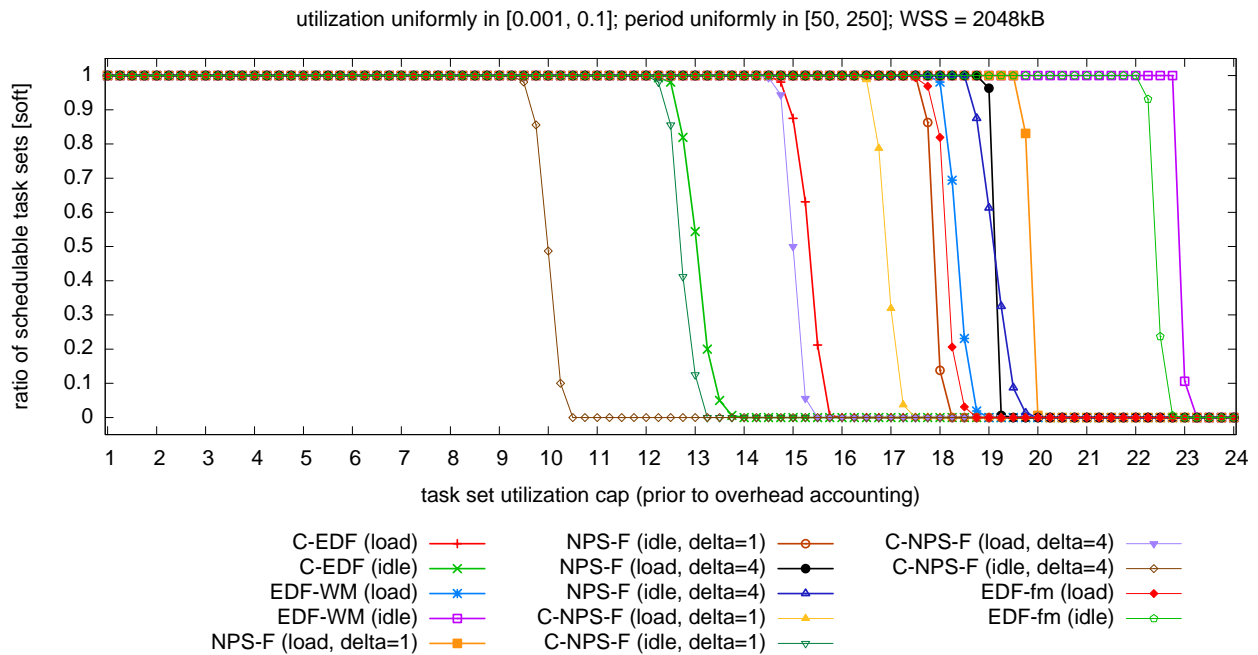 utilization uniformly in [0.001, 0.1]; period uniformly in [50, 250]; WSS = 2048kB
ratio of schedulable task sets [soft]
1
0.9
0.8
0.7
0.6
0.5
0.4
0.3
0.2
0.1
0
1 2 3 4 5 6 7 8 9 10 11 12 13 14 15 16 17 18 19 20 21 22 23 24
task set utilization cap (prior to overhead accounting)
C-EDF (load)
C-EDF (idle)
EDF-WM (load)
EDF-WM (idle)
NPS-F (load, delta=1)
NPS-F (idle, delta=1)
NPS-F (load, delta=4)
NPS-F (idle, delta=4)
C-NPS-F (load, delta=1)
C-NPS-F (idle, delta=1)
C-NPS-F (load, delta=4)
C-NPS-F (idle, delta=4)
EDF-fm (load)
EDF-fm (idle)